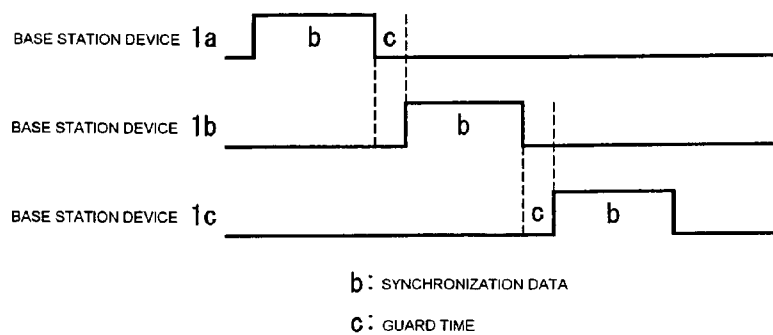 BASE STATION DEVICE 1a
b
c
BASE STATION DEVICE 1b
b
BASE STATION DEVICE 1c
c
b
b: SYNCHRONIZATION DATA
c: GUARD TIME